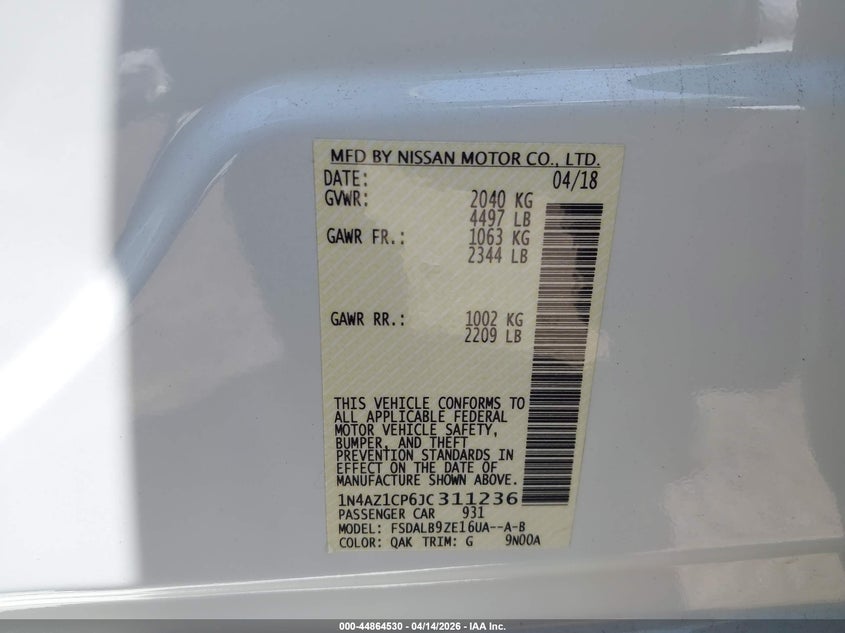 MFD BY NISSAN MOTOR CO., LTD.
DATE: 04/18
GVWR: 2040 KG
4497 LB
GAWR FR.: 1063 KG
2344 LB
GAWR RR.: 1002 KG
2209 LB
THIS VEHICLE CONFORMS TO
ALL APPLICABLE FEDERAL
MOTOR VEHICLE SAFETY,
BUMPER, AND THEFT
PREVENTION STANDARDS IN
EFFECT ON THE DATE OF
MANUFACTURE SHOWN ABOVE.
1N4AZ1CP6JC311236
PASSENGER CAR 931
MODEL: FSDALB9ZE16UA--A-B
COLOR: QAK TRIM: G 9N00A
000-44864530 - 04/14/2026 - IAA Inc.